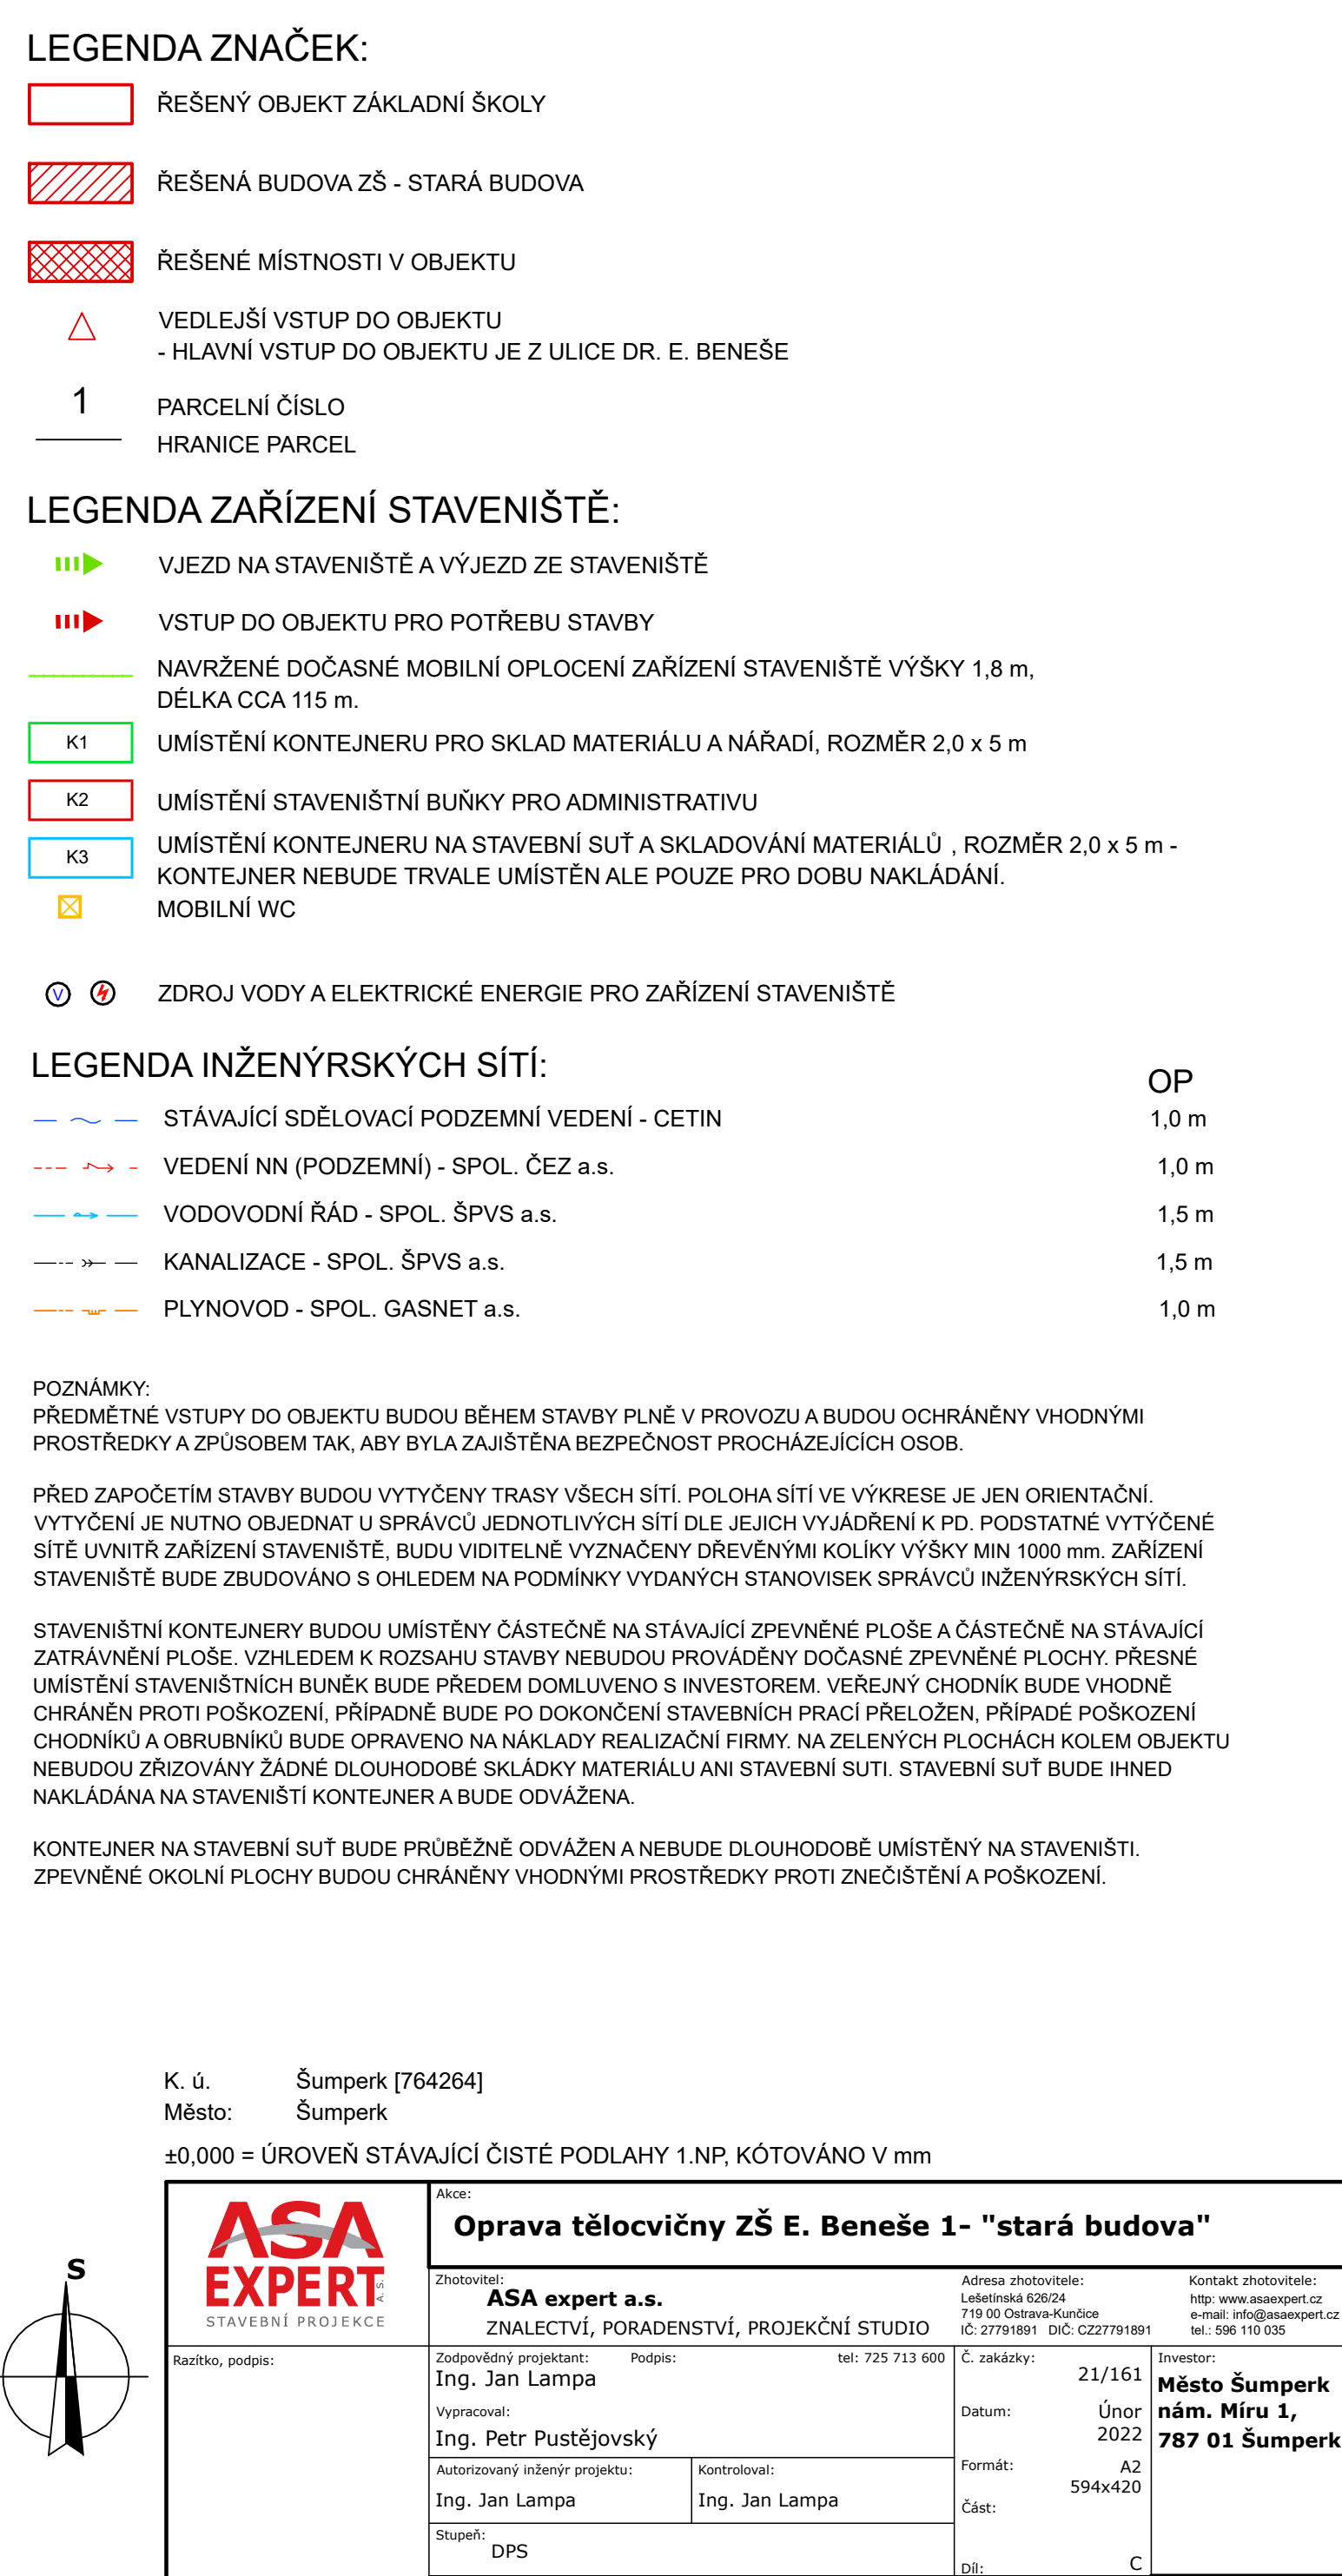 LEGENDA ZNAČEK:
ŘEŠENÝ OBJEKT ZÁKLADNÍ ŠKOLY
ŘEŠENÁ BUDOVA ZŠ - STARÁ BUDOVA
ŘEŠENÉ MÍSTNOSTI V OBJEKTU
VEDLEJŠÍ VSTUP DO OBJEKTU
- HLAVNÍ VSTUP DO OBJEKTU JE Z ULICE DR. E. BENEŠE
1 PARCELNÍ ČÍSLO
HRANICE PARCEL
LEGENDA ZAŘÍZENÍ STAVENIŠTĚ:
VJEZD NA STAVENIŠTĚ A VÝJEZD ZE STAVENIŠTĚ
VSTUP DO OBJEKTU PRO POTŘEBU STAVBY
NAVRŽENÉ DOČASNÉ MOBILNÍ OPLOCENÍ ZAŘÍZENÍ STAVENIŠTĚ VÝŠKY 1,8 m,
DÉLKA CCA 115 m.
K1 UMÍSTĚNÍ KONTEJNERU PRO SKLAD MATERIÁLU A NÁŘADÍ, ROZMĚR 2,0 x 5 m
K2 UMÍSTĚNÍ STAVENIŠTNÍ BUŇKY PRO ADMINISTRATIVU
K3 UMÍSTĚNÍ KONTEJNERU NA STAVEBNÍ SUŤ A SKLADOVÁNÍ MATERIÁLŮ , ROZMĚR 2,0 x 5 m -
KONTEJNER NEBUDE TRVALE UMÍSTĚN ALE POUZE PRO DOBU NAKLÁDÁNÍ.
MOBILNÍ WC
V ZDROJ VODY A ELEKTRICKÉ ENERGIE PRO ZAŘÍZENÍ STAVENIŠTĚ
LEGENDA INŽENÝRSKÝCH SÍTÍ: OP
STÁVAJÍCÍ SDĚLOVACÍ PODZEMNÍ VEDENÍ - CETIN 1,0 m
VEDENÍ NN (PODZEMNÍ) - SPOL. ČEZ a.s. 1,0 m
VODOVODNÍ ŘÁD - SPOL. ŠPVS a.s. 1,5 m
KANALIZACE - SPOL. ŠPVS a.s. 1,5 m
PLYNOVOD - SPOL. GASNET a.s. 1,0 m
POZNÁMKY:
PŘEDMĚTNÉ VSTUPY DO OBJEKTU BUDOU BĚHEM STAVBY PLNĚ V PROVOZU A BUDOU OCHRÁNĚNY VHODNÝMI
PROSTŘEDKY A ZPŮSOBEM TAK, ABY BYLA ZAJIŠTĚNA BEZPEČNOST PROCHÁZEJÍCÍCH OSOB.
PŘED ZAPOČETÍM STAVBY BUDOU VYTYČENY TRASY VŠECH SÍTÍ. POLOHA SÍTÍ VE VÝKRESE JE JEN ORIENTAČNÍ.
VYTYČENÍ JE NUTNO OBJEDNAT U SPRÁVCŮ JEDNOTLIVÝCH SÍTÍ DLE JEJICH VYJÁDŘENÍ K PD. PODSTATNÉ VYTÝČENÉ
SÍTĚ UVNITŘ ZAŘÍZENÍ STAVENIŠTĚ, BUDU VIDITELNĚ VYZNAČENY DŘEVĚNÝMI KOLÍKY VÝŠKY MIN 1000 mm. ZAŘÍZENÍ
STAVENIŠTĚ BUDE ZBUDOVÁNO S OHLEDEM NA PODMÍNKY VYDANÝCH STANOVISEK SPRÁVCŮ INŽENÝRSKÝCH SÍTÍ.
STAVENIŠTNÍ KONTEJNERY BUDOU UMÍSTĚNY ČÁSTEČNĚ NA STÁVAJÍCÍ ZPEVNĚNÉ PLOŠE A ČÁSTEČNĚ NA STÁVAJÍCÍ
ZATRÁVNĚNÍ PLOŠE. VZHLEDEM K ROZSAHU STAVBY NEBUDOU PROVÁDĚNY DOČASNÉ ZPEVNĚNÉ PLOCHY. PŘESNÉ
UMÍSTĚNÍ STAVENIŠTNÍCH BUNĚK BUDE PŘEDEM DOMLUVENO S INVESTOREM. VEŘEJNÝ CHODNÍK BUDE VHODNĚ
CHRÁNĚN PROTI POŠKOZENÍ, PŘÍPADNĚ BUDE PO DOKONČENÍ STAVEBNÍCH PRACÍ PŘELOŽEN, PŘÍPADÉ POŠKOZENÍ
CHODNÍKŮ A OBRUBNÍKŮ BUDE OPRAVENO NA NÁKLADY REALIZAČNÍ FIRMY. NA ZELENÝCH PLOCHÁCH KOLEM OBJEKTU
NEBUDOU ZŘIZOVÁNY ŽÁDNÉ DLOUHODOBÉ SKLÁDKY MATERIÁLU ANI STAVEBNÍ SUTI. STAVEBNÍ SUŤ BUDE IHNED
NAKLÁDÁNA NA STAVENIŠTÍ KONTEJNER A BUDE ODVÁŽENA.
KONTEJNER NA STAVEBNÍ SUŤ BUDE PRŮBĚŽNĚ ODVÁŽEN A NEBUDE DLOUHODOBĚ UMÍSTĚNÝ NA STAVENIŠTI.
ZPEVNĚNÉ OKOLNÍ PLOCHY BUDOU CHRÁNĚNY VHODNÝMI PROSTŘEDKY PROTI ZNEČIŠTĚNÍ A POŠKOZENÍ.
K. ú. Šumperk [764264]
Město: Šumperk
±0,000 = ÚROVEŇ STÁVAJÍCÍ ČISTÉ PODLAHY 1.NP, KÓTOVÁNO V mm
S
ASA
EXPERT A. S.
STAVEBNÍ PROJEKCE
Akce:
Oprava tělocvičny ZŠ E. Beneše 1- "stará budova"
Zhotovitel:
ASA expert a.s.
ZNALECTVÍ, PORADENSTVÍ, PROJEKČNÍ STUDIO
Adresa zhotovitele:
Lešetínská 626/24
719 00 Ostrava-Kunčice
IČ: 27791891 DIČ: CZ27791891
Kontakt zhotovitele:
http: www.asaexpert.cz
e-mail: info@asaexpert.cz
tel.: 596 110 035
Razítko, podpis:
Zodpovědný projektant: Podpis: tel: 725 713 600
Ing. Jan Lampa
Vypracoval:
Ing. Petr Pustějovský
Autorizovaný inženýr projektu:
Ing. Jan Lampa
Kontroloval:
Ing. Jan Lampa
Stupeň:
DPS
Č. zakázky:
21/161
Datum: Únor
2022
Formát: A2
594x420
Část:
Díl: C
Investor:
Město Šumperk
nám. Míru 1,
787 01 Šumperk